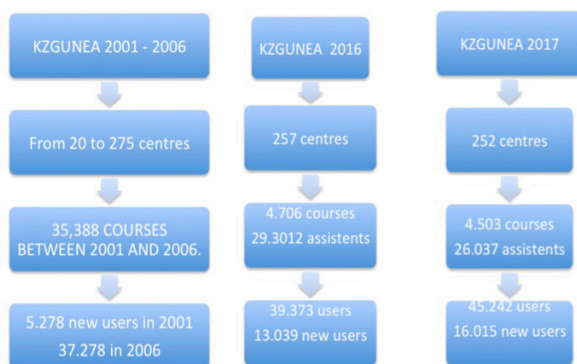 KZGUNEA 2001 - 2006
From 20 to 275 centres
35,388 COURSES
BETWEEN 2001 AND 2006.
5.278 new users in 2001
37.278 in 2006
KZGUNEA 2016
257 centres
4.706 courses
29.3012 assistents
39.373 users
13.039 new users
KZGUNEA 2017
252 centres
4.503 courses
26.037 assistents
45.242 users
16.015 new users